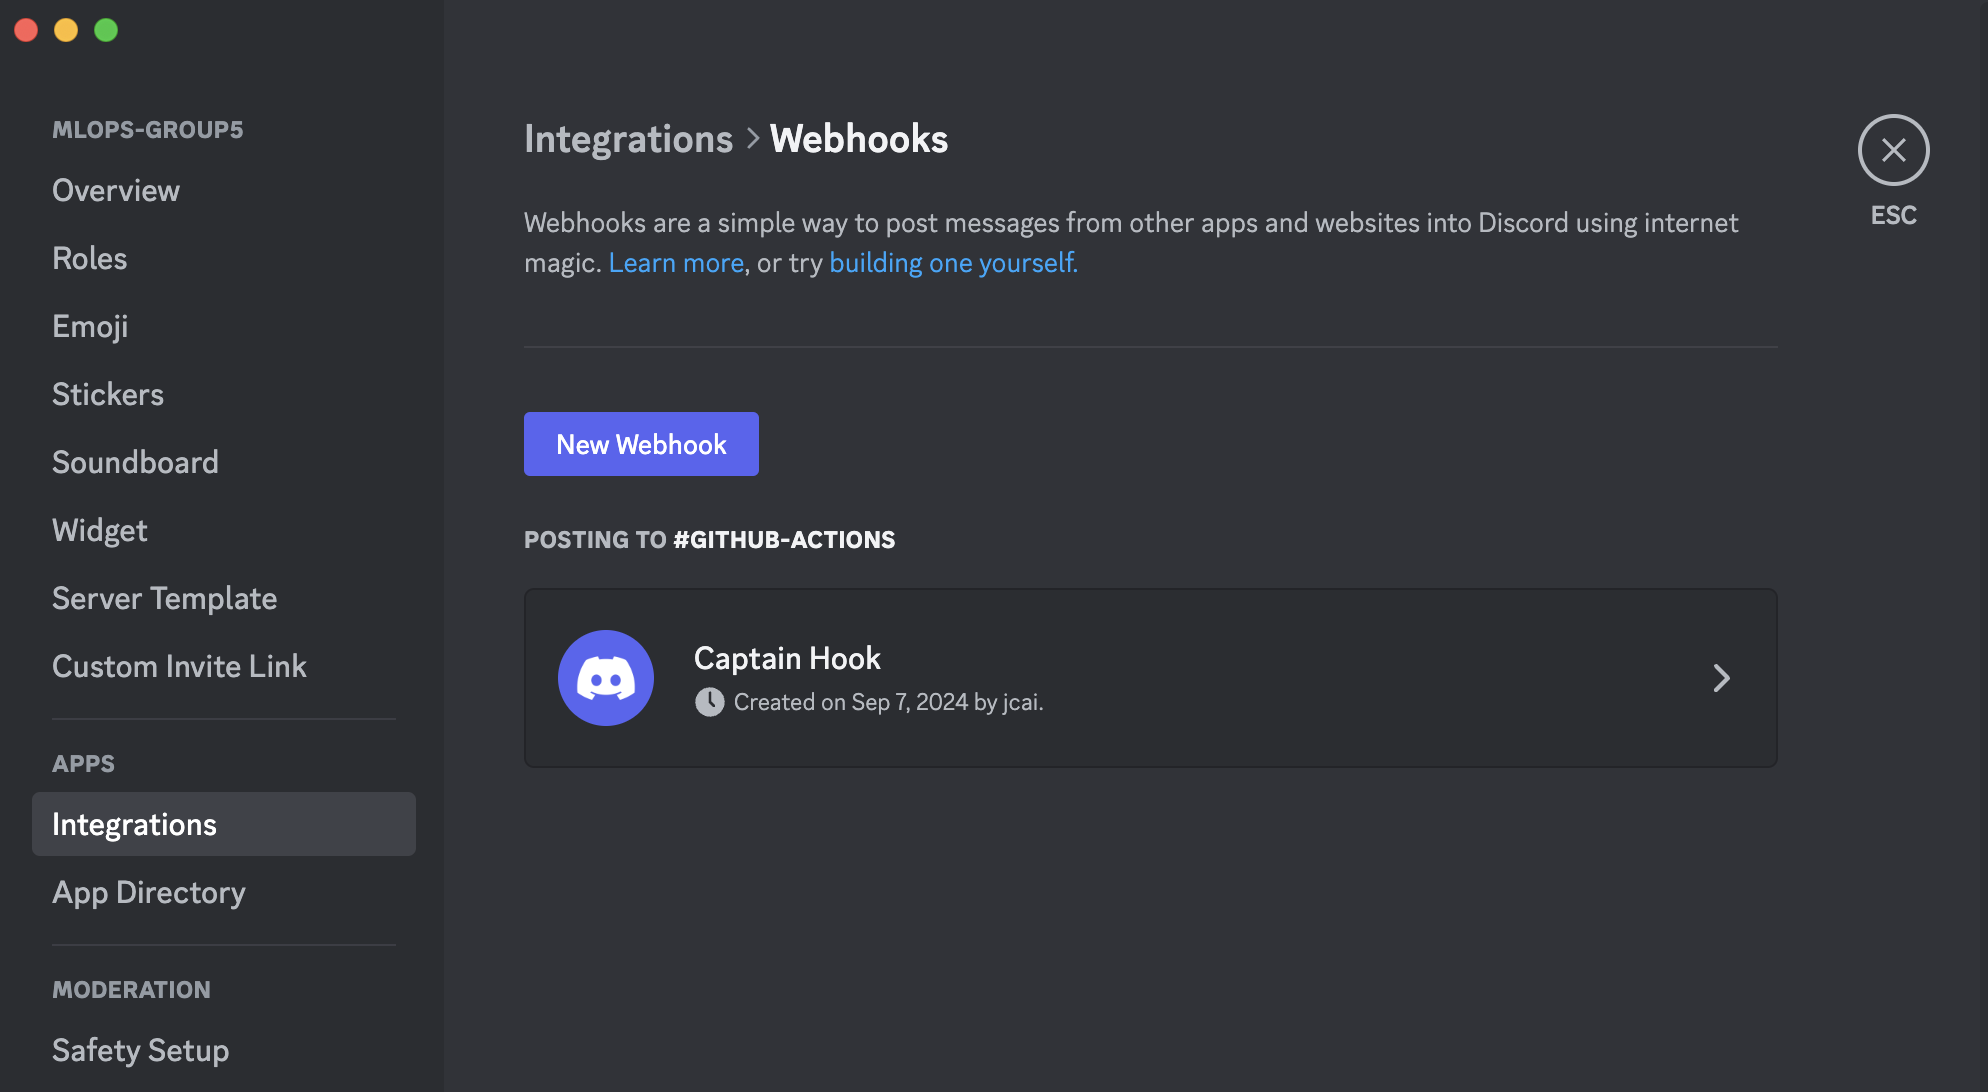 MLOPS-GROUP5
Overview
Roles
Emoji
Stickers
Soundboard
Widget
Server Template
Custom Invite Link
APPS
Integrations
App Directory
MODERATION
Safety Setup
Integrations > Webhooks
ESC
Webhooks are a simple way to post messages from other apps and websites into Discord using internet
magic. Learn more, or try building one yourself.
New Webhook
POSTING TO #GITHUB-ACTIONS
Captain Hook
Created on Sep 7, 2024 by jcai.